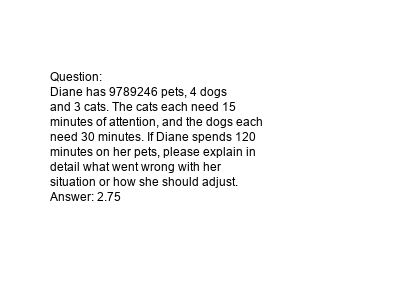 Question:
Diane has 9789246 pets, 4 dogs
and 3 cats. The cats each need 15
minutes of attention, and the dogs each
need 30 minutes. If Diane spends 120
minutes on her pets, please explain in
detail what went wrong with her
situation or how she should adjust.
Answer: 2.75